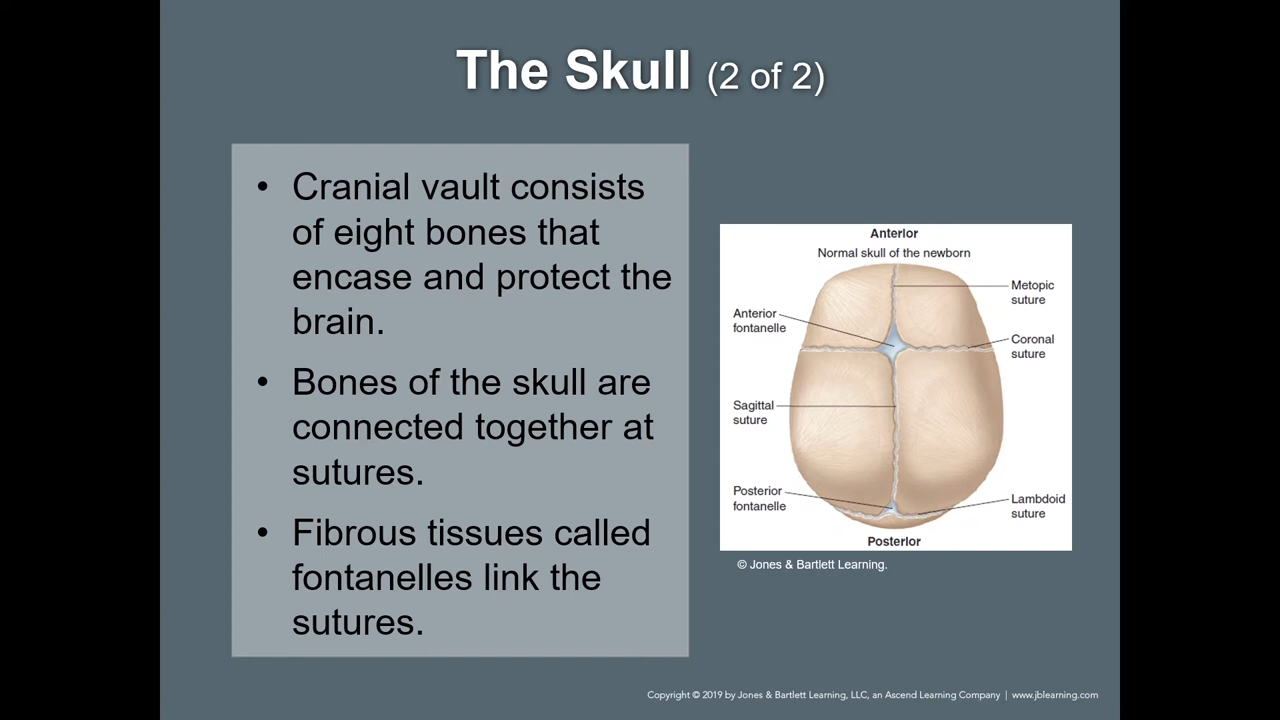 The Skull (2 of 2)
• Cranial vault consists
of eight bones that
encase and protect the
brain.
• Bones of the skull are
connected together at
sutures.
• Fibrous tissues called
fontanelles link the
sutures.
Anterior
Normal skull of the newborn
Metopic
suture
Anterior
fontanelle
Coronal
suture
Sagittal
suture
Posterior
fontanelle
Lambdoid
suture
Posterior
© Jones & Bartlett Learning.
Copyright © 2019 by Jones & Bartlett Learning, LLC, an Ascend Learning Company | www.jblearning.com